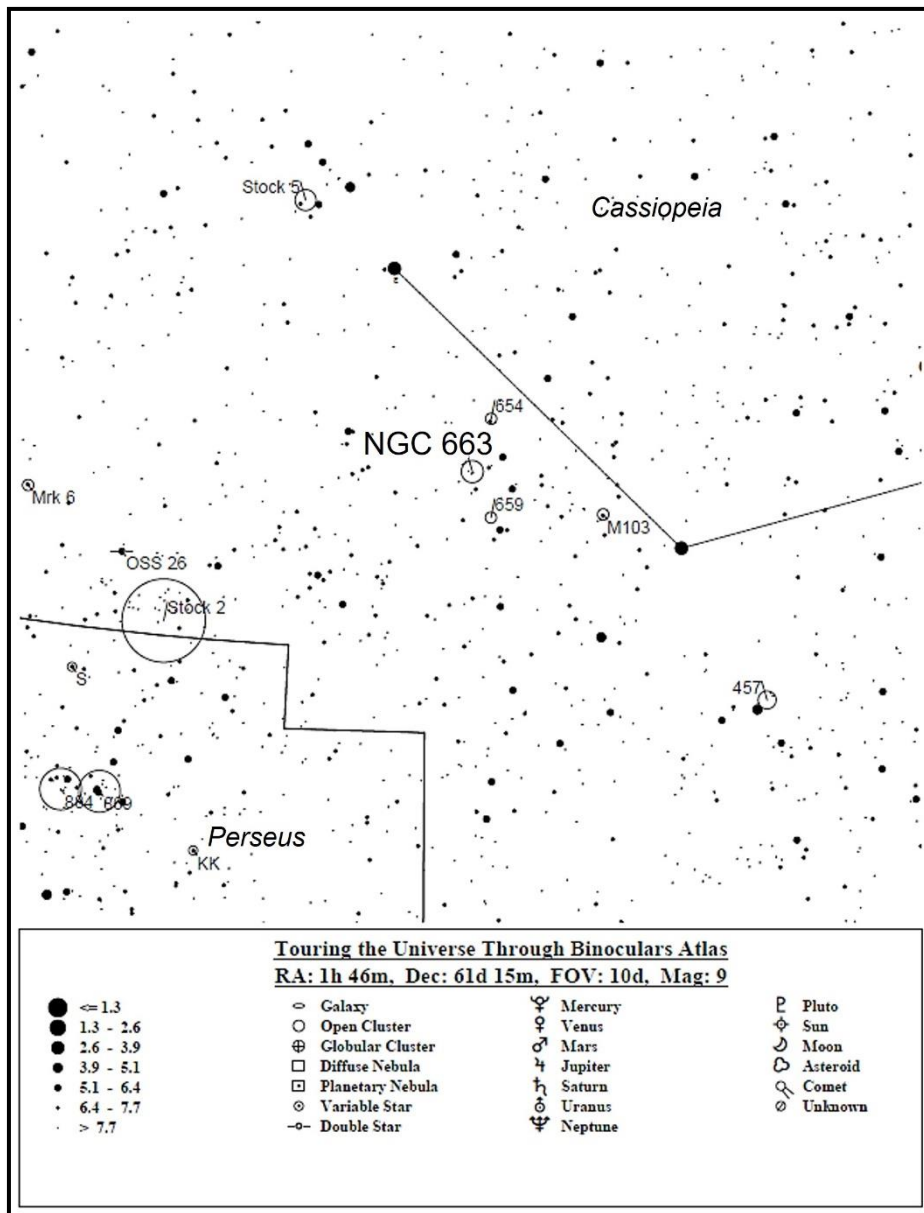 Stock 5
Cassiopeia
ε
654
NGC 663
Mrk 6
659
M103
OSS 26
Stock 2
S
457
884
869
Perseus
KK
Touring the Universe Through Binoculars Atlas
RA: 1h 46m, Dec: 61d 15m, FOV: 10d, Mag: 9
<= 1.3
1.3 - 2.6
2.6 - 3.9
3.9 - 5.1
5.1 - 6.4
6.4 - 7.7
> 7.7
Galaxy
Open Cluster
Globular Cluster
Diffuse Nebula
Planetary Nebula
Variable Star
Double Star
Mercury
Venus
Mars
Jupiter
Saturn
Uranus
Neptune
Pluto
Sun
Moon
Asteroid
Comet
Unknown